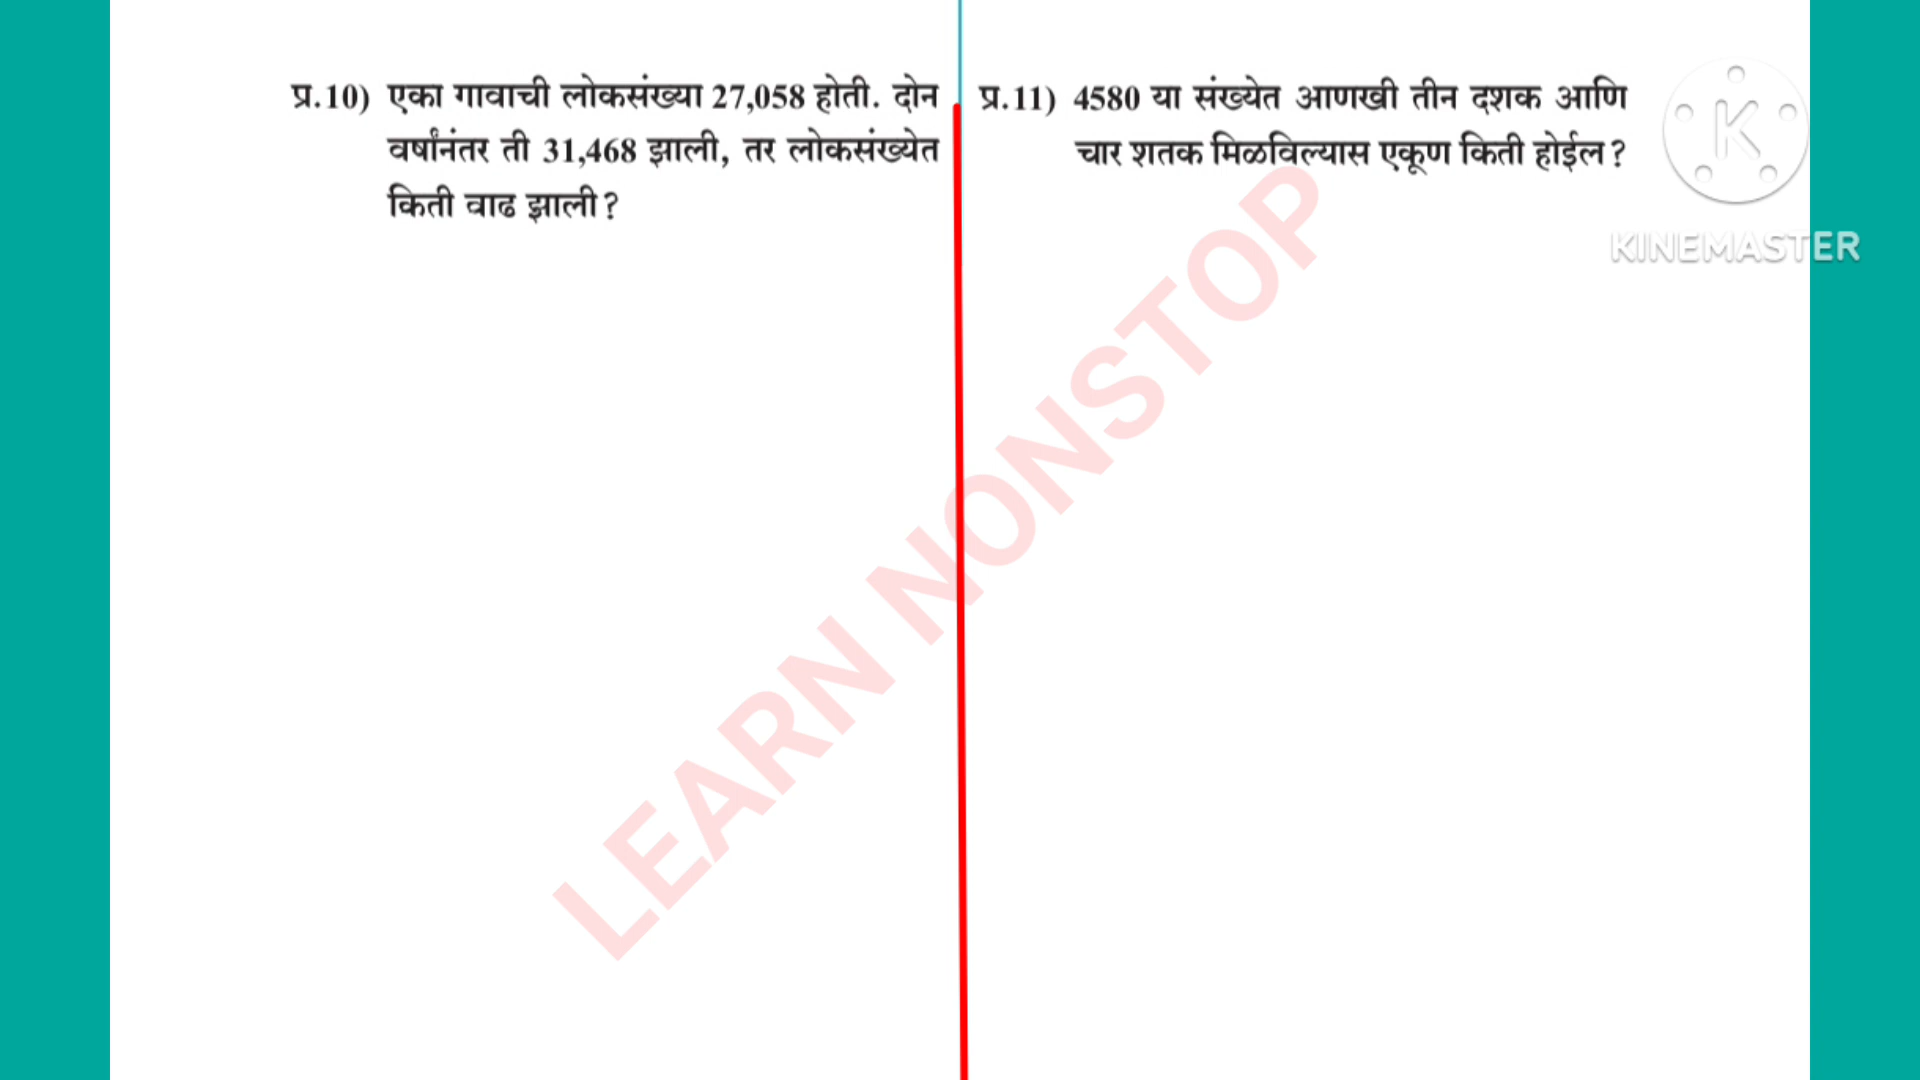 प्र.10) एका गावाची लोकसंख्या 27,058 होती. दोन
वर्षांनंतर ती 31,468 झाली, तर लोकसंख्येत
किती वाढ झाली?
प्र.11) 4580 या संख्येत आणखी तीन दशक आणि
चार शतक मिळविल्यास एकूण किती होईल?
K
KINEMASTER
LEARN NONSTOP